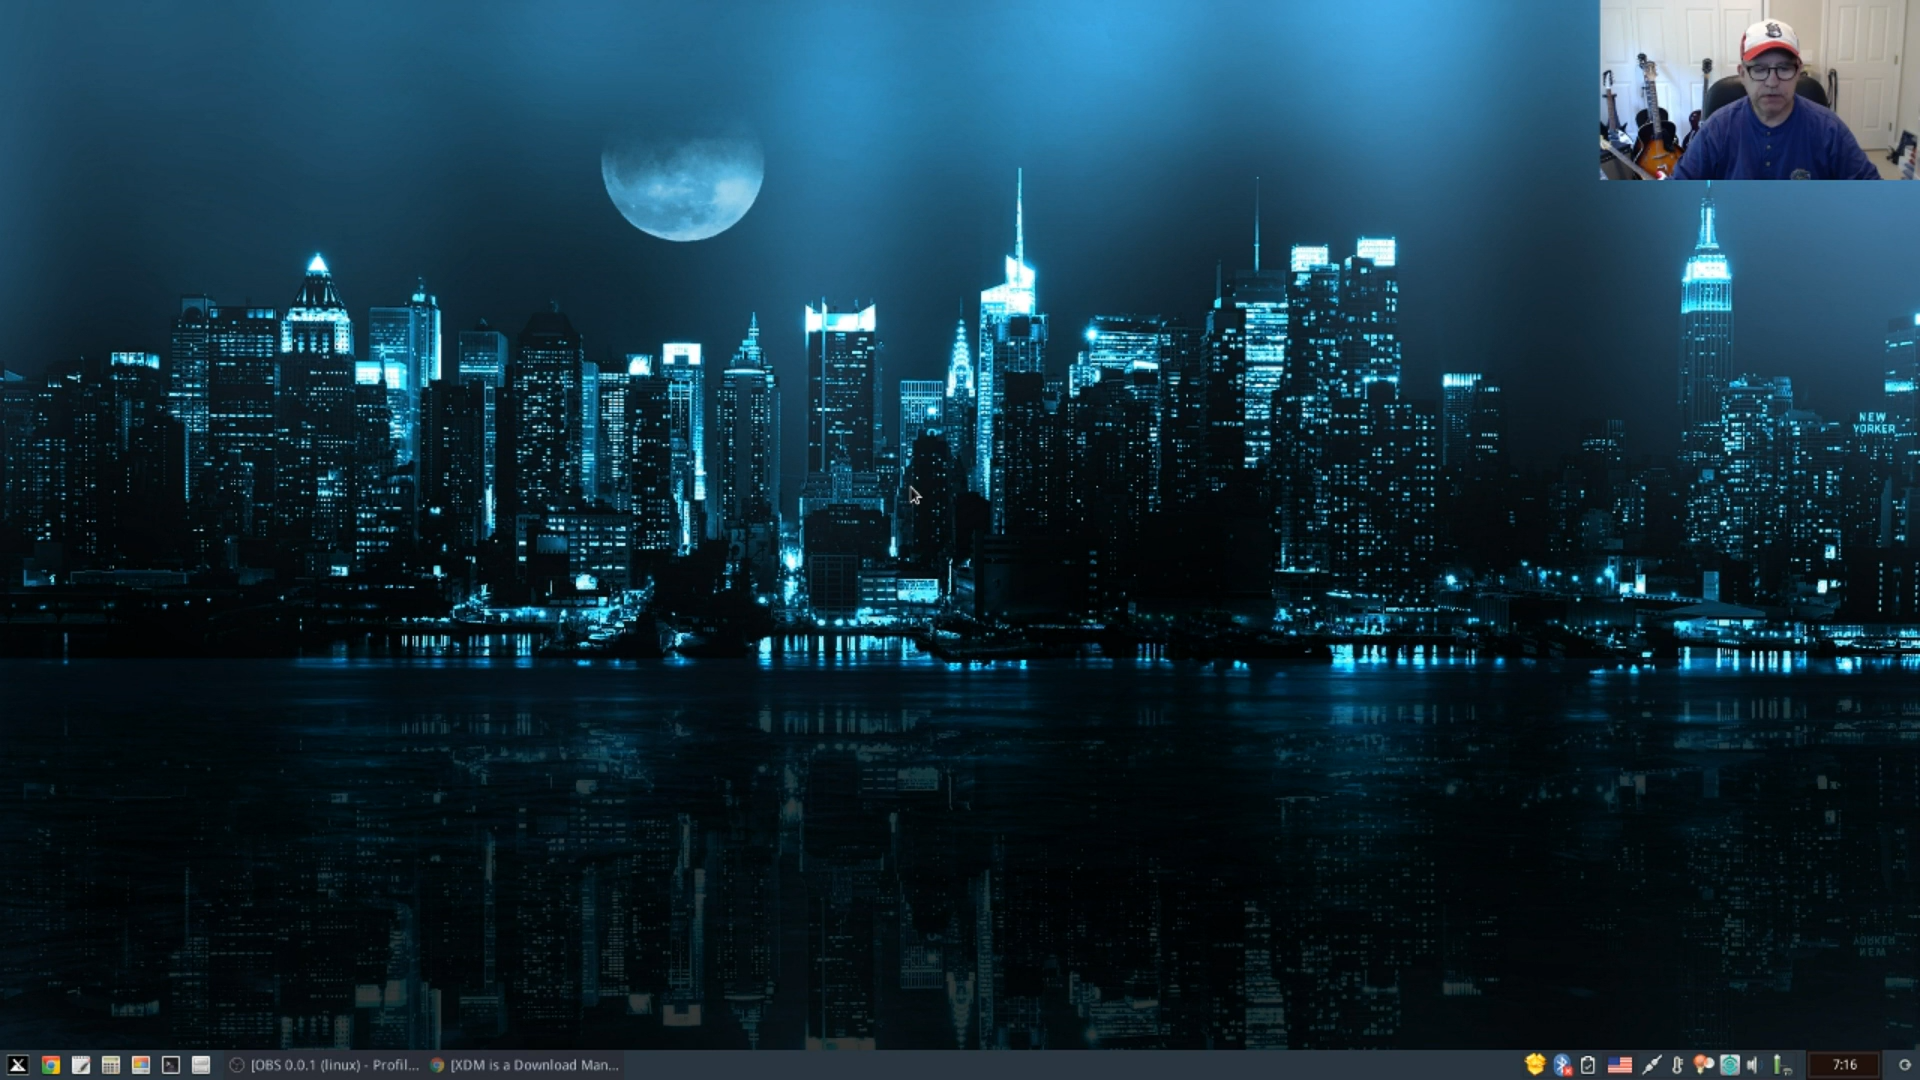 NEW
YORKER
[OBS 0.0.1 (linux) - Profil...
[XDM is a Download Man...
7:16